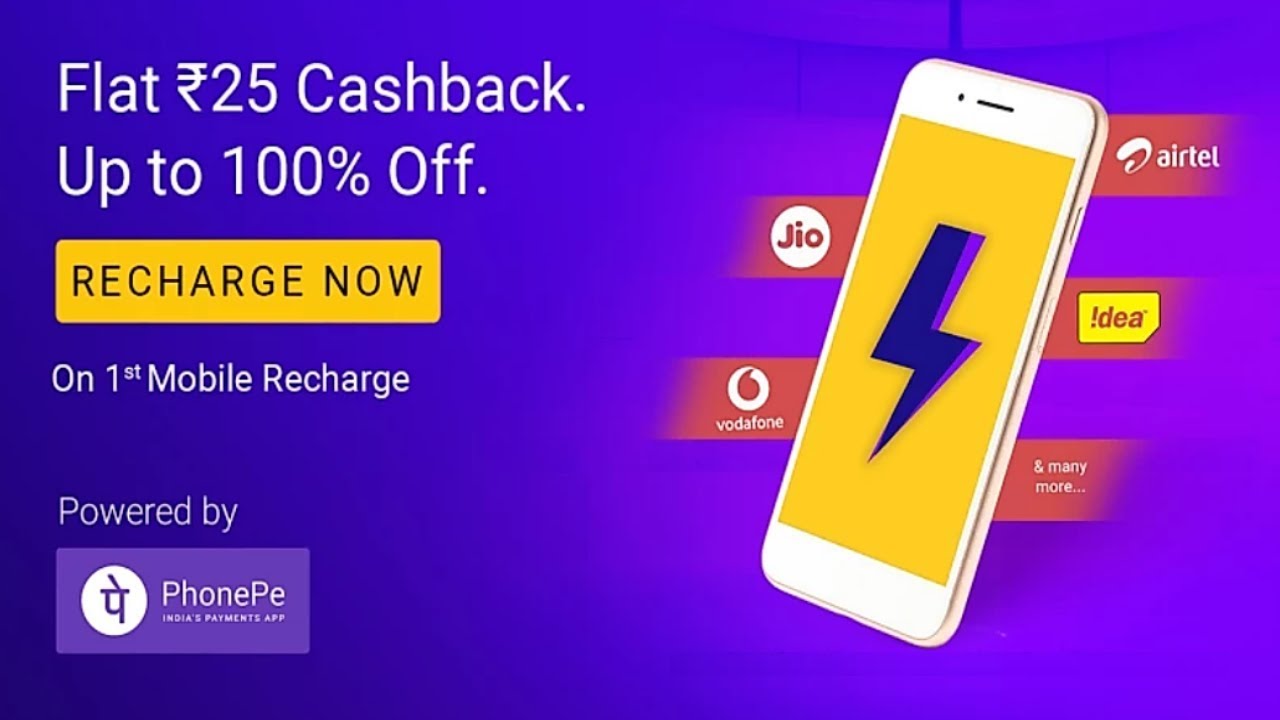 Flat ₹25 Cashback.
Up to 100% Off.
RECHARGE NOW
On 1st Mobile Recharge
Powered by
पे PhonePe
INDIA'S PAYMENTS APP
airtel
Jio
!dea
vodafone
& many
more...